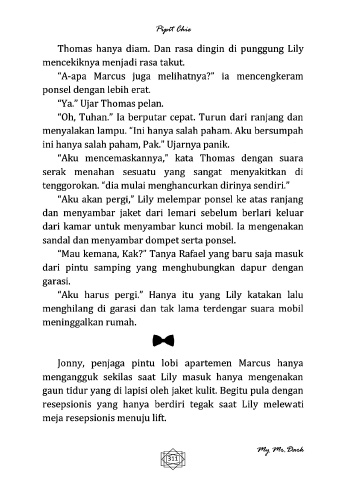 Pipit Chie
Thomas hanya diam. Dan rasa dingin di punggung Lily
mencekiknya menjadi rasa takut.
“A-apa Marcus juga melihatnya?” ia mencengkeram
ponsel dengan lebih erat.
“Ya.” Ujar Thomas pelan.
“Oh, Tuhan.” Ia berputar cepat. Turun dari ranjang dan
menyalakan lampu. “Ini hanya salah paham. Aku bersumpah
ini hanya salah paham, Pak.” Ujarnya panik.
“Aku mencemaskannya,” kata Thomas dengan suara
serak menahan sesuatu yang sangat menyakitkan di
tenggorokan. “dia mulai menghancurkan dirinya sendiri.”
“Aku akan pergi,” Lily melempar ponsel ke atas ranjang
dan menyambar jaket dari lemari sebelum berlari keluar
dari kamar untuk menyambar kunci mobil. Ia mengenakan
sandal dan menyambar dompet serta ponsel.
“Mau kemana, Kak?” Tanya Rafael yang baru saja masuk
dari pintu samping yang menghubungkan dapur dengan
garasi.
“Aku harus pergi.” Hanya itu yang Lily katakan lalu
menghilang di garasi dan tak lama terdengar suara mobil
meninggalkan rumah.
Jonny, penjaga pintu lobi apartemen Marcus hanya
mengangguk sekilas saat Lily masuk hanya mengenakan
gaun tidur yang di lapisi oleh jaket kulit. Begitu pula dengan
resepsionis yang hanya berdiri tegak saat Lily melewati
meja resepsionis menuju lift.
My Mr. Dark
311